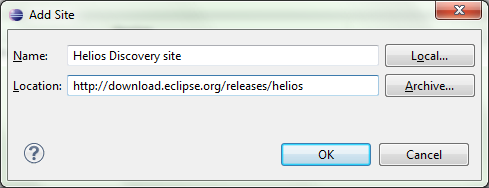 Add Site
Name: Helios Discovery site Local...
Location: http://download.eclipse.org/releases/helios Archive...
? OK Cancel